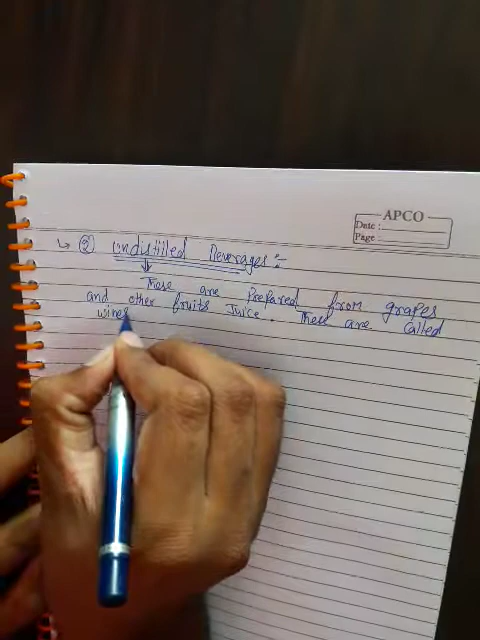 APCO
Date :
Page :
↳ ② Undistilled Beverages :-
↓
These are Prepared from grapes
and other fruits Juice. These are Called
wines